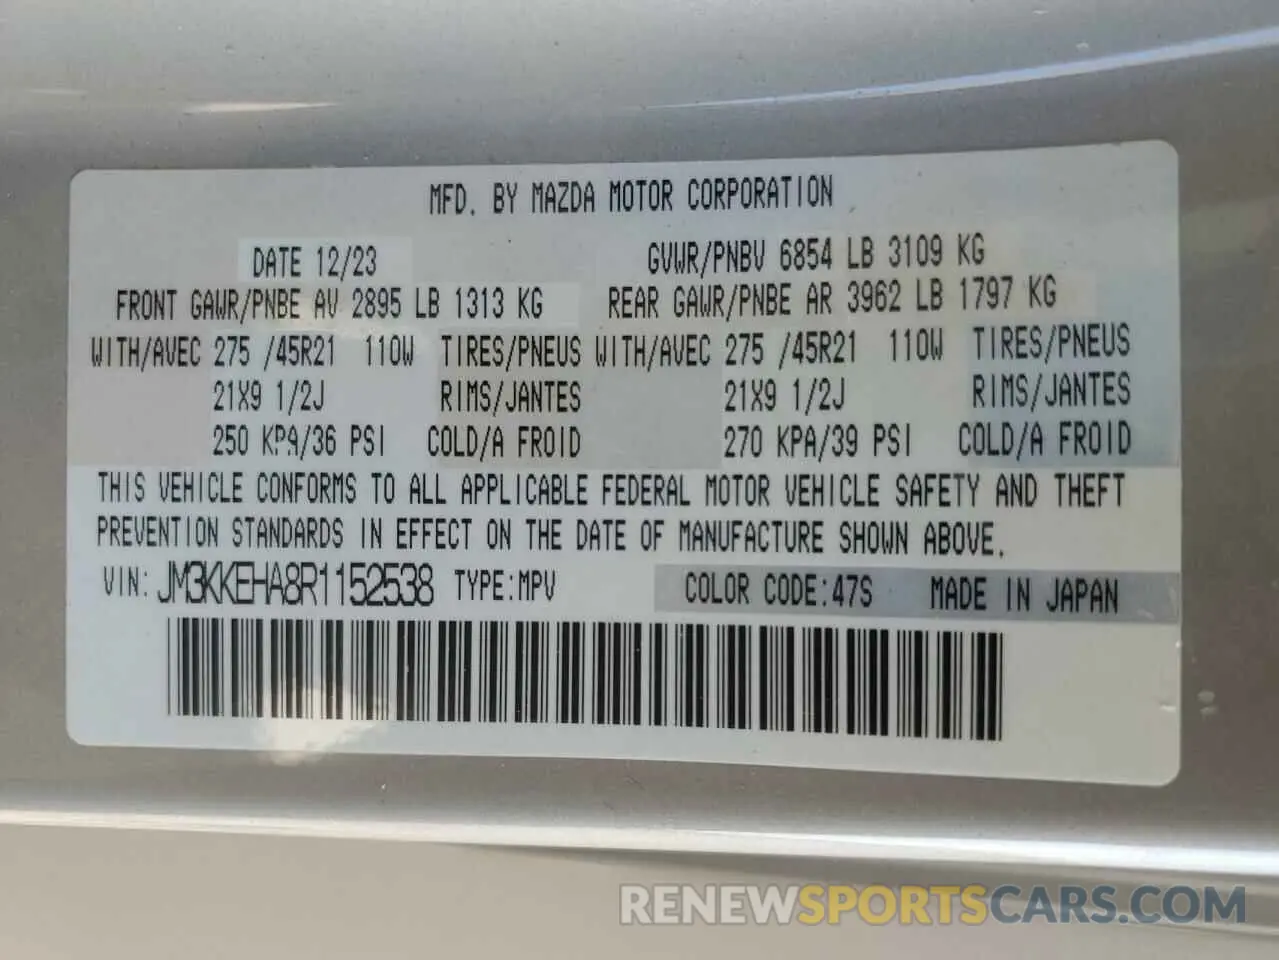 MFD. BY MAZDA MOTOR CORPORATION
DATE 12/23 GVWR/PNBV 6854 LB 3109 KG
FRONT GAWR/PNBE AV 2895 LB 1313 KG REAR GAWR/PNBE AR 3962 LB 1797 KG
WITH/AVEC 275 /45R21 110W TIRES/PNEUS WITH/AVEC 275 /45R21 110W TIRES/PNEUS
21X9 1/2J RIMS/JANTES 21X9 1/2J RIMS/JANTES
250 KPA/36 PSI COLD/A FROID 270 KPA/39 PSI COLD/A FROID
THIS VEHICLE CONFORMS TO ALL APPLICABLE FEDERAL MOTOR VEHICLE SAFETY AND THEFT
PREVENTION STANDARDS IN EFFECT ON THE DATE OF MANUFACTURE SHOWN ABOVE.
VIN: JM3KKEHA8R1152538 TYPE:MPV COLOR CODE:47S MADE IN JAPAN
RENEWSPORTSCARS.COM